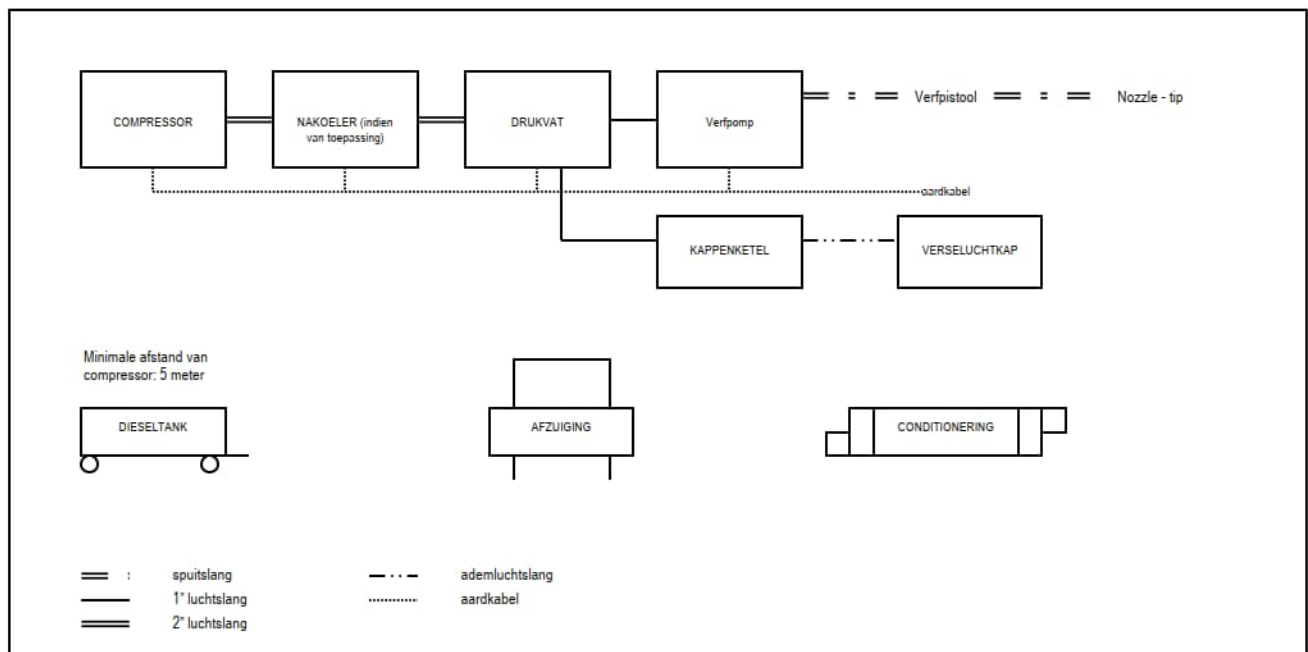 COMPRESSOR
NAKOELER (indien
van toepassing)
DRUKVAT
Verfpomp
Verfpistool
Nozzle - tip
aardkabel
KAPPENKETEL
VERSELUCHTKAP
Minimale afstand van
compressor: 5 meter
DIESELTANK
AFZUIGING
CONDITIONERING
spuitslang
1" luchtslang
2" luchtslang
ademluchtslang
aardkabel